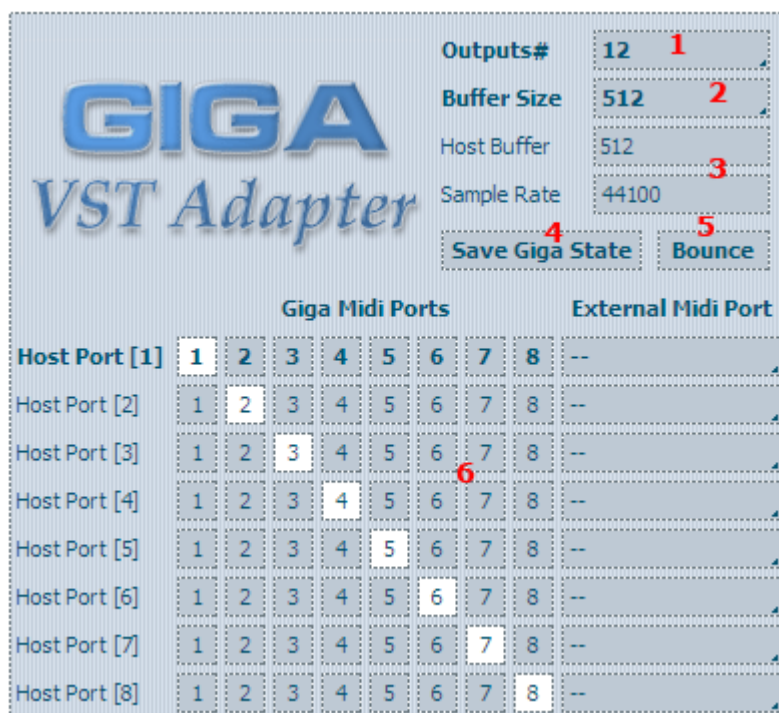 Outputs# 12 1
GIGA
VST Adapter
Buffer Size 512 2
Host Buffer 512
Sample Rate 44100 3
4 5
Save Giga State Bounce
Giga Midi Ports External Midi Port
Host Port [1] 1 2 3 4 5 6 7 8 --
Host Port [2] 1 2 3 4 5 6 7 8 --
Host Port [3] 1 2 3 4 5 6 7 8 --
6
Host Port [4] 1 2 3 4 5 6 7 8 --
Host Port [5] 1 2 3 4 5 6 7 8 --
Host Port [6] 1 2 3 4 5 6 7 8 --
Host Port [7] 1 2 3 4 5 6 7 8 --
Host Port [8] 1 2 3 4 5 6 7 8 --